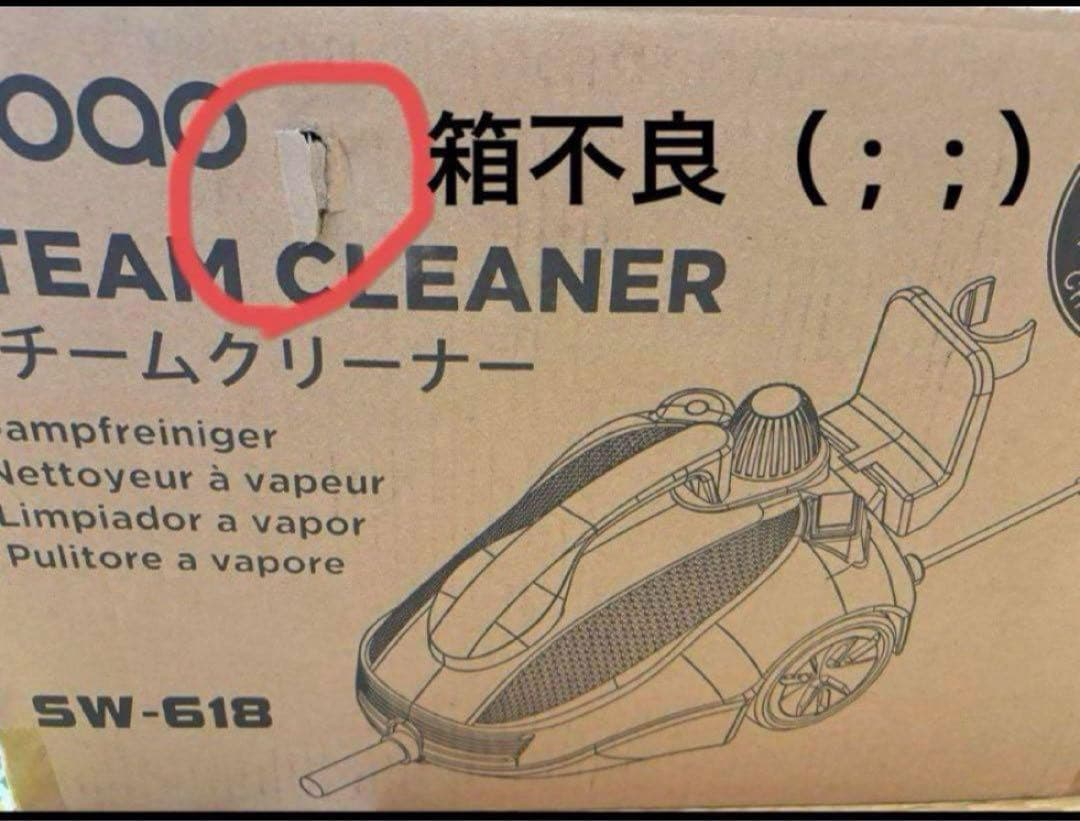 oao
箱不良（；；）
TEAM CLEANER
チームクリーナー
ampfreiniger
Nettoyeur à vapeur
Limpiador a vapor
Pulitore a vapore
SW-618